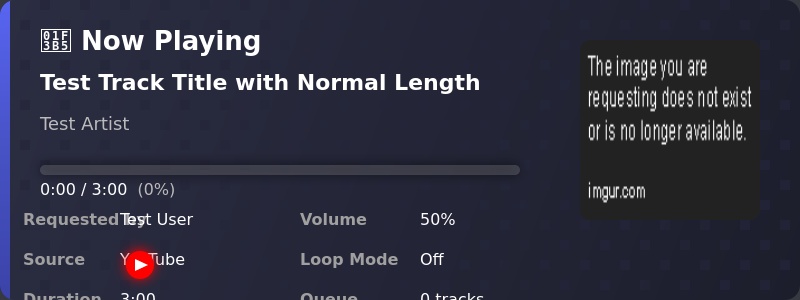 Now Playing
Test Track Title with Normal Length
Test Artist
0:00 / 3:00 (0%)
Requested by Test User Volume 50%
Source YouTube Loop Mode Off
Duration 3:00 Queue 0 tracks
The image you are
requesting does not exist
or is no longer available.
imgur.com